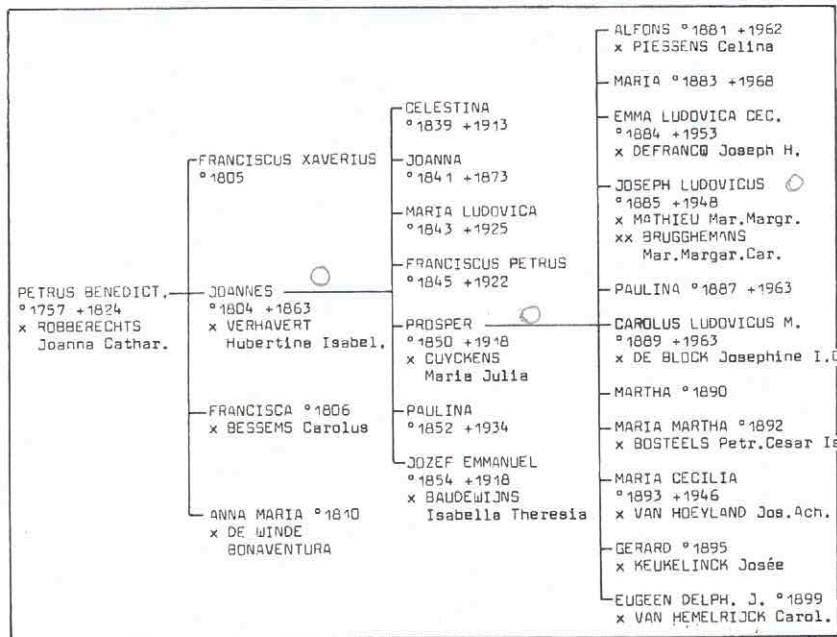 PETRUS BENEDICT.
°1757 +1824
x ROBBERECHTS
Joanna Cathar.
FRANCISCUS XAVERIUS
°1805
JOANNES
°1804 +1863
x VERHAVERT
Hubertina Isabel.
FRANCISCA °1806
x BESSEMS Carolus
ANNA MARIA °1810
x DE WINDE
BONAVENTURA
CELESTINA
°1839 +1913
JOANNA
°1841 +1873
MARIA LUDOVICA
°1843 +1925
FRANCISCUS PETRUS
°1845 +1922
PROSPER
°1850 +1918
x CUYCKENS
Maria Julia
PAULINA
°1852 +1934
JOZEF EMMANUEL
°1854 +1918
x BAUDEWIJNS
Isabella Theresia
ALFONS °1881 +1962
x PIESSENS Celina
MARIA °1883 +1968
EMMA LUDOVICA CEC.
°1884 +1953
x DEFRANCQ Joseph H.
JOSEPH LUDOVICUS
°1885 +1948
x MATHIEU Mar.Margr.
xx BRUGGHEMANS
Mar.Margar.Car.
PAULINA °1887 +1963
CAROLUS LUDOVICUS M.
°1889 +1963
x DE BLOCK Josephine I.
MARTHA °1890
MARIA MARTHA °1892
x BOSTEELS Petr.Cesar Is
MARIA CECILIA
°1893 +1946
x VAN HOEYLAND Jos.Ach.
GERARD °1895
x KEUKELINCK Josée
EUGEEN DELPH. J. °1899
x VAN HEMELRIJCK Carol.